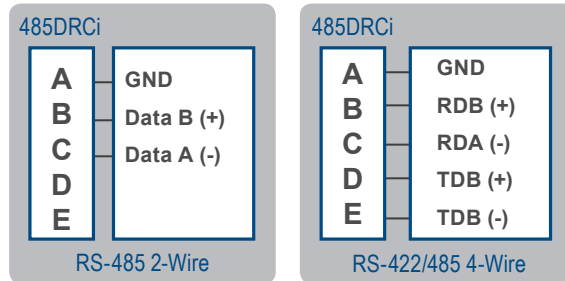 485DRCi
A GND
B Data B (+)
C Data A (-)
D
E
RS-485 2-Wire
485DRCi
A GND
B RDB (+)
C RDA (-)
D TDB (+)
E TDB (-)
RS-422/485 4-Wire